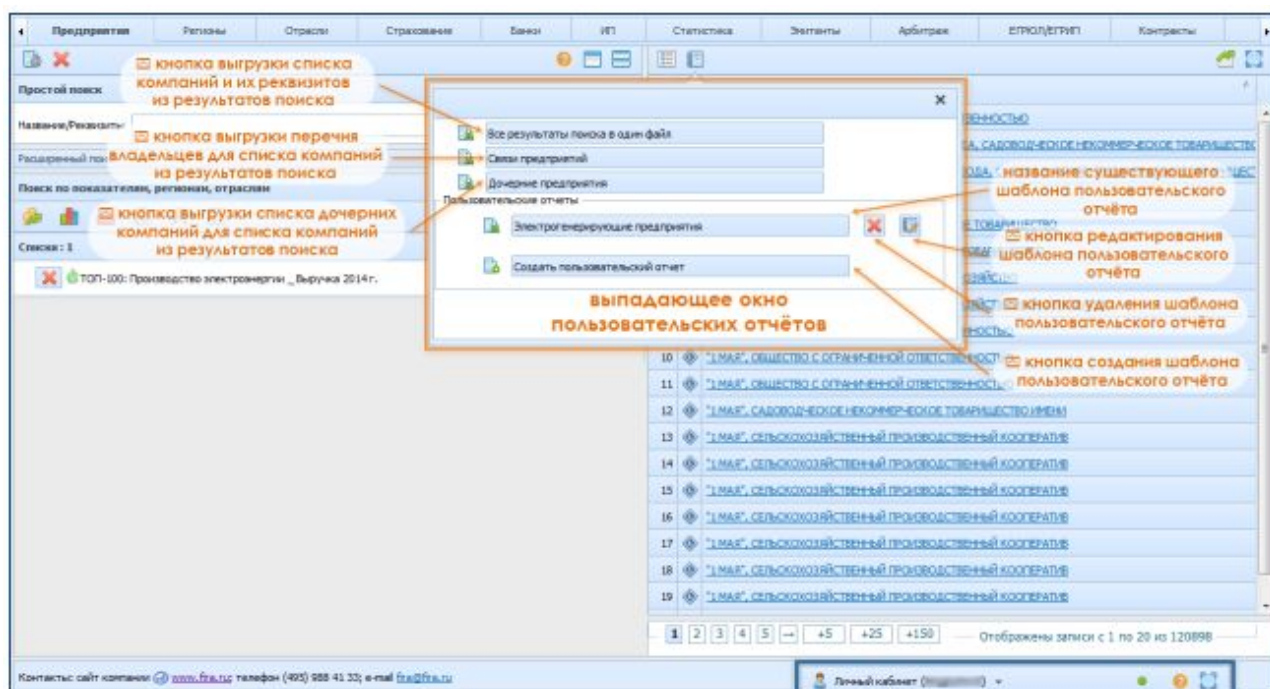 Предприятия Регионы Отрасли Страхование Банки ИП Статистика Эмитенты Арбитраж ЕГРЮЛ/ЕГРИП Контракты
кнопка выгрузки списка
компаний и их реквизитов
из результатов поиска
Простой поиск
Название/Реквизиты
кнопка выгрузки перечня
владельцев для списка компаний
из результатов поиска
Расширенный
Поиск по показателям, регионам, отраслям
кнопка выгрузки списка дочерних
компаний для списка компаний
из результатов поиска
Списки: 1
ТОП-100: Производство электроэнергии _ Выручка 2014 г.
Все результаты поиска в один файл
Связи предприятий
Дочерние предприятия
Пользовательские отчеты
Электрогенерирующие предприятия
Создать пользовательский отчет
выпадающее окно
пользовательских отчётов
САДОВОДЧЕСКОЕ НЕКОММЕРЧЕСКОЕ ТОВАРИЩЕСТВО
название существующего
шаблона пользовательского
отчёта
ТОВАРИЩЕСТВО
кнопка редактирования
шаблона пользовательского
отчёта
кнопка удаления шаблона
пользовательского отчёта
кнопка создания шаблона
пользовательского отчёта
10 "1 МАЯ", ОБЩЕСТВО С ОГРАНИЧЕННОЙ ОТВЕТСТВЕННОСТЬЮ
11 "1 МАЯ", ОБЩЕСТВО С ОГРАНИЧЕННОЙ ОТВЕТСТВЕННОСТЬЮ
12 "1 МАЯ", САДОВОДЧЕСКОЕ НЕКОММЕРЧЕСКОЕ ТОВАРИЩЕСТВО ИМЕНИ
13 "1 МАЯ", СЕЛЬСКОХОЗЯЙСТВЕННЫЙ ПРОИЗВОДСТВЕННЫЙ КООПЕРАТИВ
14 "1 МАЯ", СЕЛЬСКОХОЗЯЙСТВЕННЫЙ ПРОИЗВОДСТВЕННЫЙ КООПЕРАТИВ
15 "1 МАЯ", СЕЛЬСКОХОЗЯЙСТВЕННЫЙ ПРОИЗВОДСТВЕННЫЙ КООПЕРАТИВ
16 "1 МАЯ", СЕЛЬСКОХОЗЯЙСТВЕННЫЙ ПРОИЗВОДСТВЕННЫЙ КООПЕРАТИВ
17 "1 МАЯ", СЕЛЬСКОХОЗЯЙСТВЕННЫЙ ПРОИЗВОДСТВЕННЫЙ КООПЕРАТИВ
18 "1 МАЯ", СЕЛЬСКОХОЗЯЙСТВЕННЫЙ ПРОИЗВОДСТВЕННЫЙ КООПЕРАТИВ
19 "1 МАЯ", СЕЛЬСКОХОЗЯЙСТВЕННЫЙ ПРОИЗВОДСТВЕННЫЙ КООПЕРАТИВ
1 2 3 4 5 → +5 +25 +150 Отображены записи с 1 по 20 из 120898
Контакты: сайт компании www.fira.ru; телефон (495) 988 41 33; e-mail fira@fira.ru
Личный кабинет